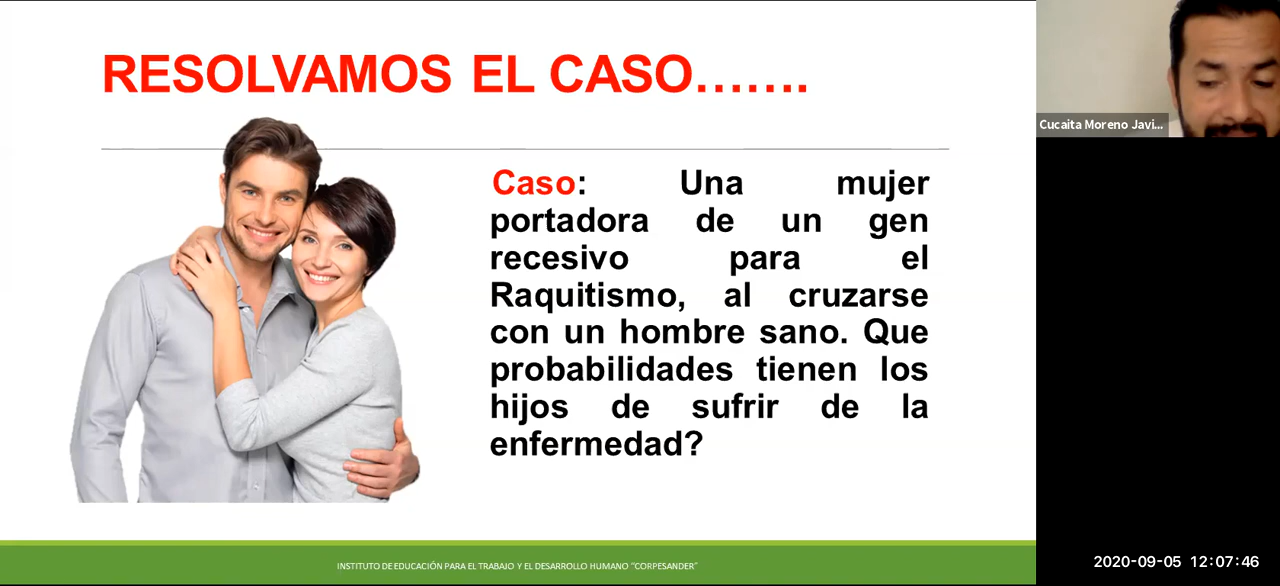 RESOLVAMOS EL CASO…….
Caso: Una mujer
portadora de un gen
recesivo para el
Raquitismo, al cruzarse
con un hombre sano. Que
probabilidades tienen los
hijos de sufrir de la
enfermedad?
INSTITUTO DE EDUCACIÓN PARA EL TRABAJO Y EL DESARROLLO HUMANO “CORPESANDER”
Cucaita Moreno Javi...
2020-09-05 12:07:46